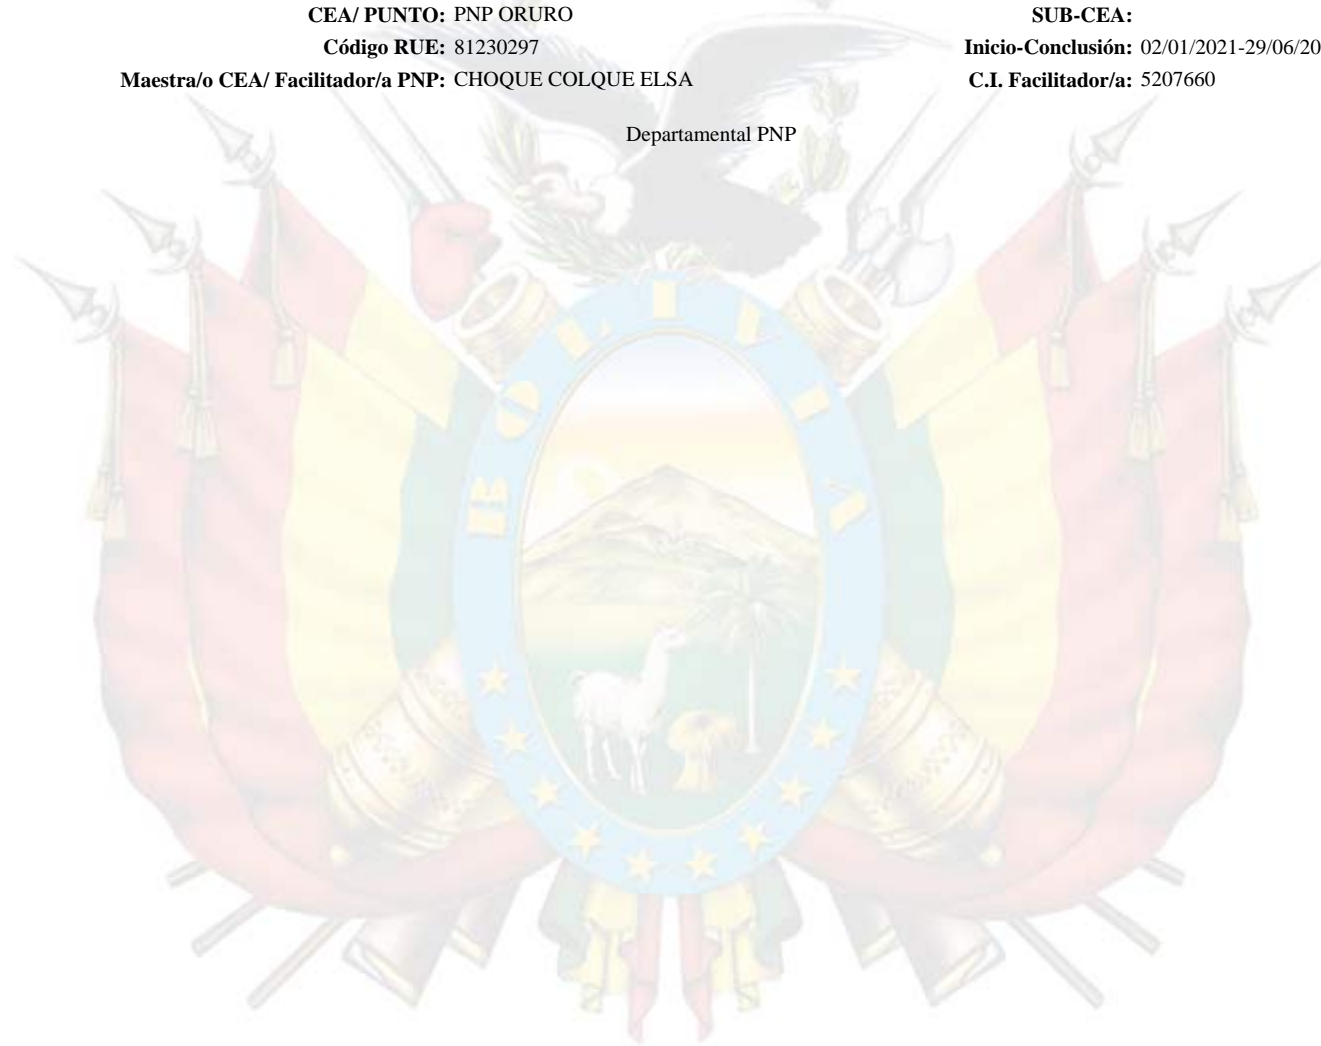 CEA/ PUNTO: PNP ORURO SUB-CEA:
Código RUE: 81230297 Inicio-Conclusión: 02/01/2021-29/06/20
Maestra/o CEA/ Facilitador/a PNP: CHOQUE COLQUE ELSA C.I. Facilitador/a: 5207660
Departamental PNP
BOLIVIA